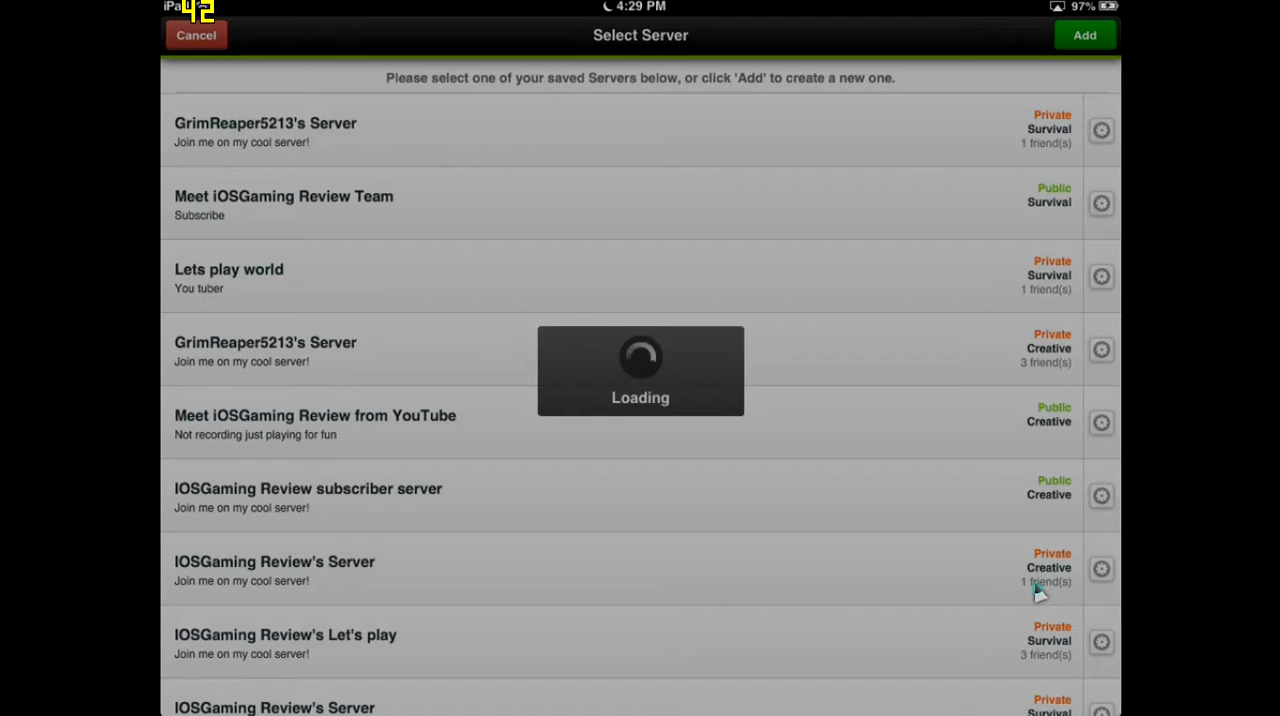 42
iPa
4:29 PM
97%
Cancel
Select Server
Add
Please select one of your saved Servers below, or click 'Add' to create a new one.
GrimReaper5213's Server
Join me on my cool server!
Private
Survival
1 friend(s)
Meet iOSGaming Review Team
Subscribe
Public
Survival
Lets play world
You tuber
Private
Survival
1 friend(s)
GrimReaper5213's Server
Join me on my cool server!
Private
Creative
3 friend(s)
Loading
Meet iOSGaming Review from YouTube
Not recording just playing for fun
Public
Creative
IOSGaming Review subscriber server
Join me on my cool server!
Public
Creative
IOSGaming Review's Server
Join me on my cool server!
Private
Creative
1 friend(s)
IOSGaming Review's Let's play
Join me on my cool server!
Private
Survival
3 friend(s)
IOSGaming Review's Server
Private
Survival